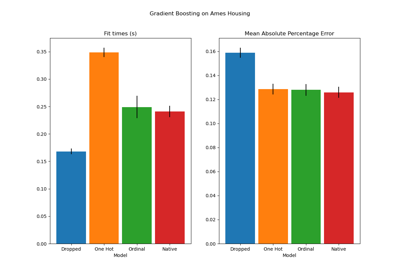 Gradient Boosting on Ames Housing
Fit times (s)
0.35
0.30
0.25
0.20
0.15
0.10
0.05
0.00
Dropped One Hot Ordinal Native
Model
Mean Absolute Percentage Error
0.16
0.14
0.12
0.10
0.08
0.06
0.04
0.02
0.00
Dropped One Hot Ordinal Native
Model